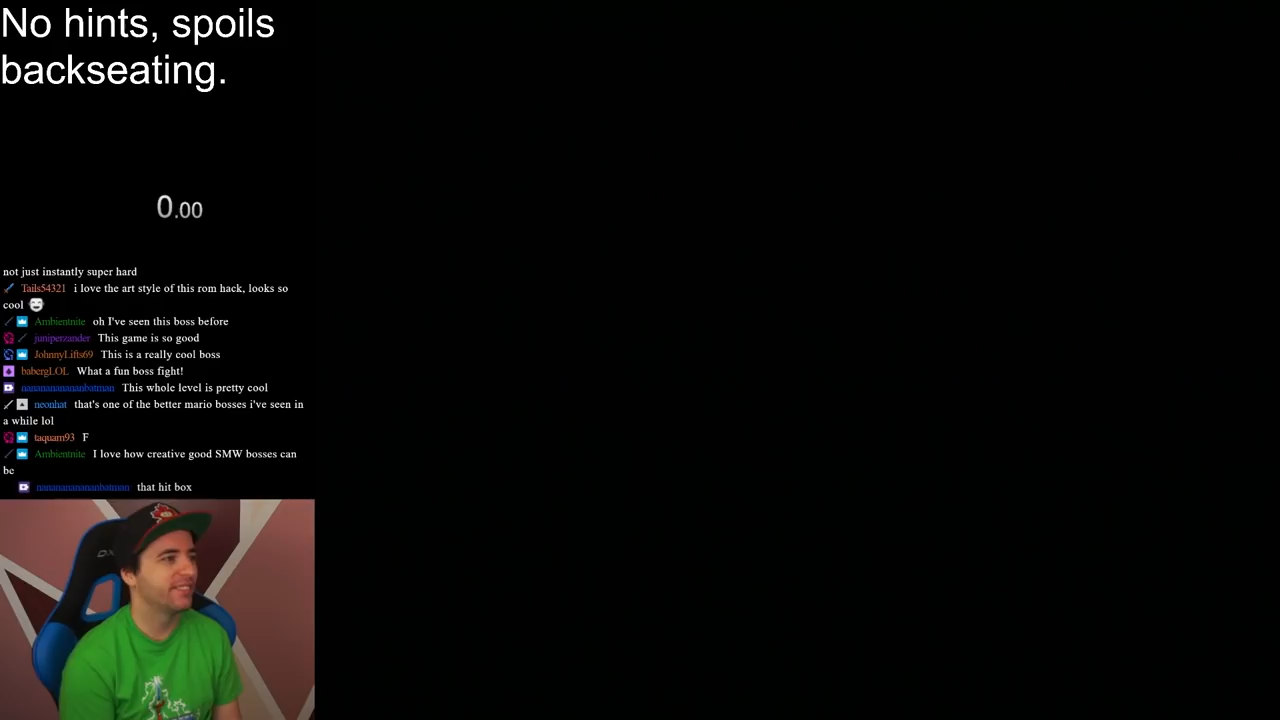 No hints, spoils
backseating.
0.00
not just instantly super hard
Tails54321 i love the art style of this rom hack, looks so
cool
Ambientnite oh I've seen this boss before
juniperzander This game is so good
JohnnyLifts69 This is a really cool boss
babergLOL What a fun boss fight!
nanananananabatman This whole level is pretty cool
neonhat that's one of the better mario bosses i've seen in
a while lol
taquam93 F
Ambientnite I love how creative good SMW bosses can
be
nanananananabatman that hit box